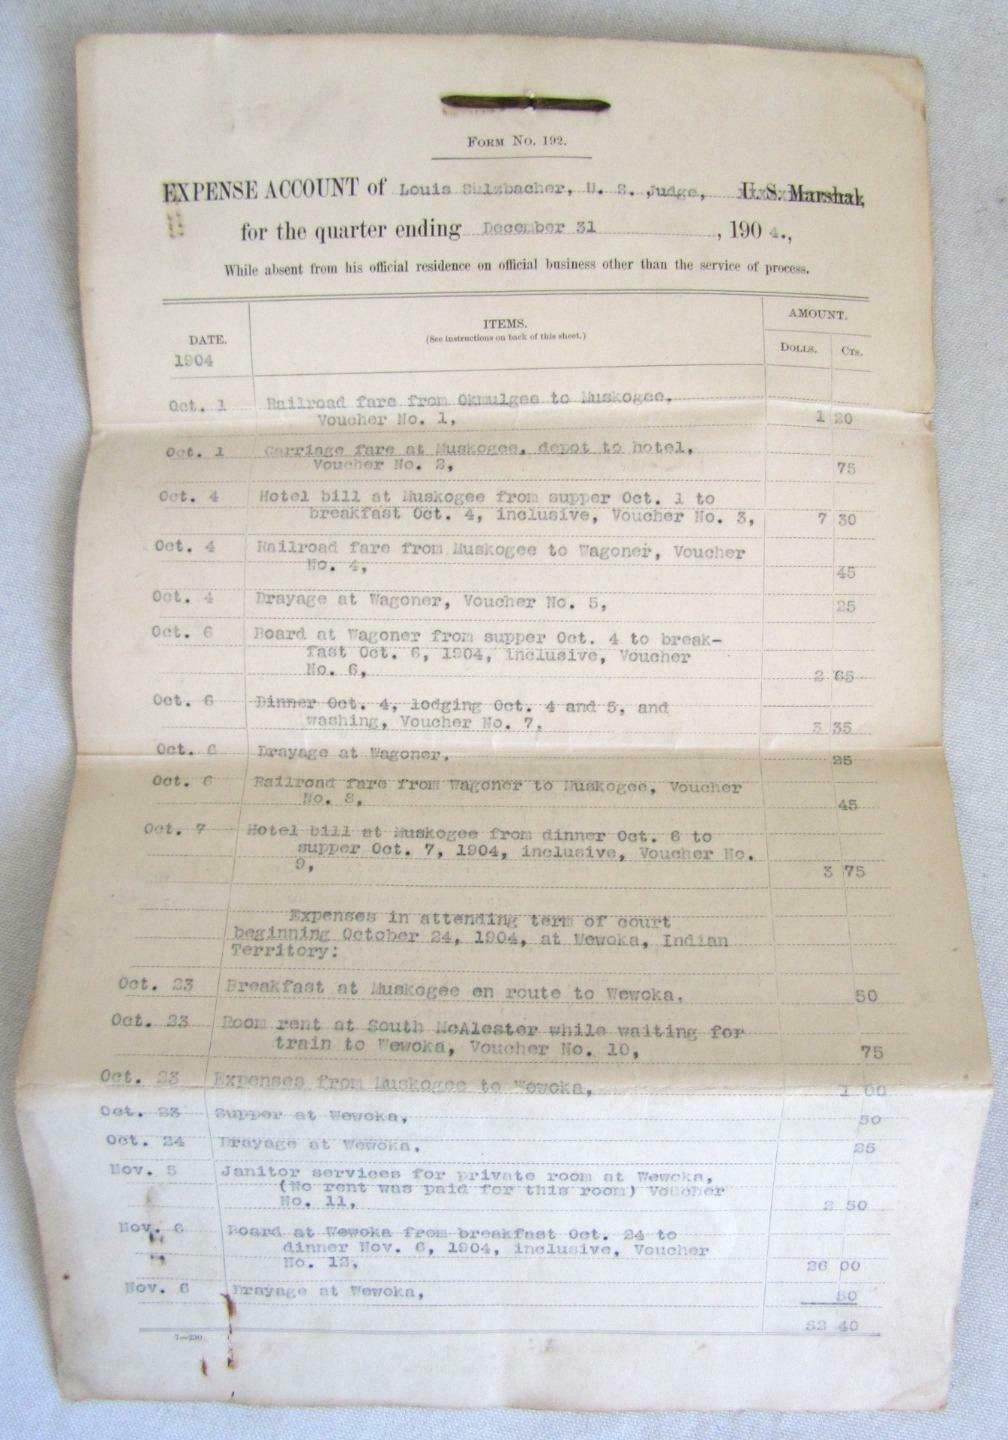 FORM NO. 192.
EXPENSE ACCOUNT of Louis Sulzbacher, U. S. Judge, U. S. Marshal,
for the quarter ending December 31, 1904.,
While absent from his official residence on official business other than the service of process.
DATE. ITEMS. AMOUNT.
(See instructions on back of this sheet.) DOLLS. CTS.
1904
Oct. 1 Railroad fare from Okmulgee to Muskogee,
Voucher No. 1, 1 20
Oct. 1 Carriage fare at Muskogee, depot to hotel,
Voucher No. 2, 75
Oct. 4 Hotel bill at Muskogee from supper Oct. 1 to
breakfast Oct. 4, inclusive, Voucher No. 3, 7 30
Oct. 4 Railroad fare from Muskogee to Wagoner, Voucher
No. 4, 45
Oct. 4 Drayage at Wagoner, Voucher No. 5, 25
Oct. 6 Board at Wagoner from supper Oct. 4 to break-
fast Oct. 6, 1904, inclusive, Voucher
No. 6, 2 65
Oct. 6 Dinner Oct. 4, lodging Oct. 4 and 5, and
washing, Voucher No. 7, 3 35
Oct. 6 Drayage at Wagoner, 25
Oct. 6 Railroad fare from Wagoner to Muskogee, Voucher
No. 8, 45
Oct. 7 Hotel bill at Muskogee from dinner Oct. 6 to
supper Oct. 7, 1904, inclusive, Voucher No.
9, 3 75
Expenses in attending term of court
beginning October 24, 1904, at Wewoka, Indian
Territory:
Oct. 23 Breakfast at Muskogee en route to Wewoka, 50
Oct. 23 Room rent at South McAlester while waiting for
train to Wewoka, Voucher No. 10, 75
Oct. 23 Expenses from Muskogee to Wewoka, 1 00
Oct. 23 Supper at Wewoka, 50
Oct. 24 Drayage at Wewoka, 25
Nov. 5 Janitor services for private room at Wewoka,
(No rent was paid for this room) Voucher
No. 11, 2 50
Nov. 6 Board at Wewoka from breakfast Oct. 24 to
dinner Nov. 6, 1904, inclusive, Voucher
No. 12, 26 00
Nov. 6 Drayage at Wewoka, 50
52 40